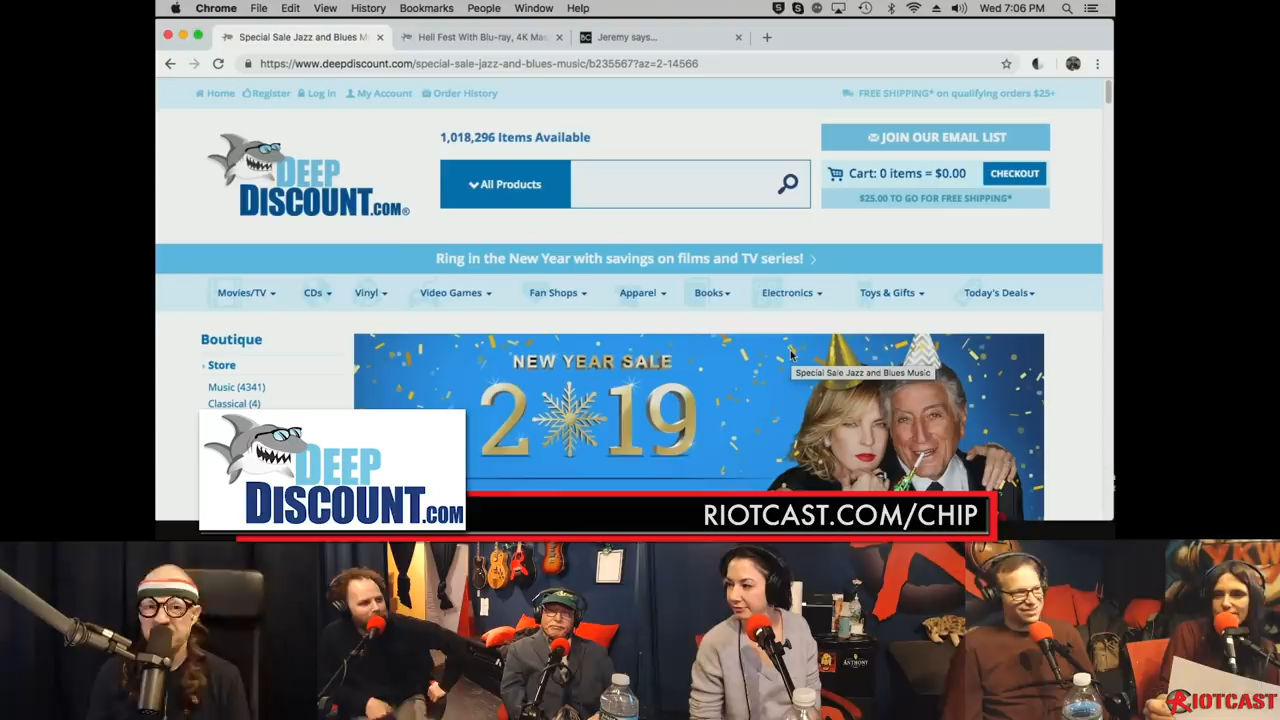 Chrome File Edit View History Bookmarks People Window Help
Wed 7:06 PM
Special Sale Jazz and Blues M
Hell Fest With Blu-ray, 4K Mas
BC Jeremy says...
https://www.deepdiscount.com/special-sale-jazz-and-blues-music/b235567?az=2-14566
Home Register Log in My Account Order History
FREE SHIPPING* on qualifying orders $25+
DEEP
DISCOUNT.COM®
1,018,296 Items Available
All Products
JOIN OUR EMAIL LIST
Cart: 0 items = $0.00 CHECKOUT
$25.00 TO GO FOR FREE SHIPPING*
Ring in the New Year with savings on films and TV series!
Movies/TV CDs Vinyl Video Games Fan Shops Apparel Books Electronics Toys & Gifts Today's Deals
Boutique
Store
Music (4341)
Classical (4)
NEW YEAR SALE
2019
Special Sale Jazz and Blues Music
DEEP
DISCOUNT.COM
RIOTCAST.COM/CHIP
ANTHONY
RIOTCAST